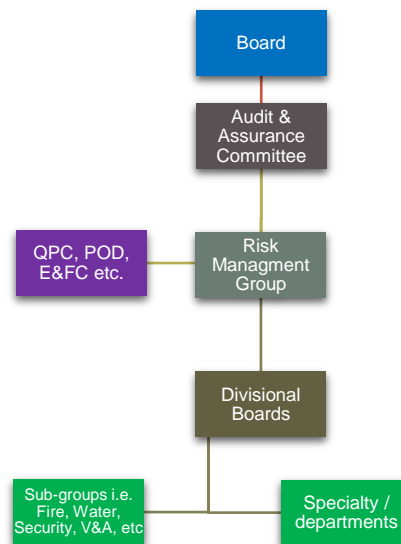 Board
Audit &
Assurance
Committee
QPC, POD,
E&FC etc.
Risk
Managment
Group
Divisional
Boards
Sub-groups i.e.
Fire, Water,
Security, V&A, etc
Specialty /
departments